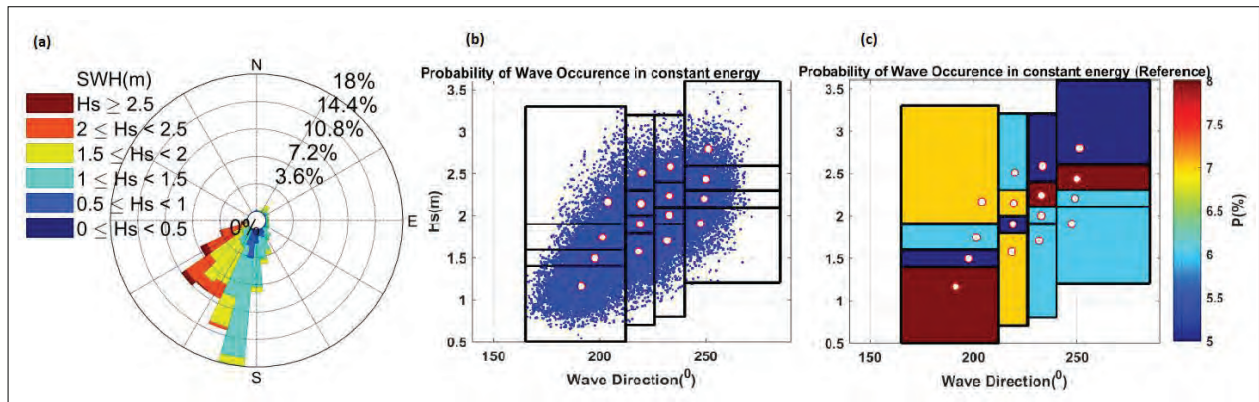 (a)
N
SWH(m)
Hs ≥ 2.5
2 ≤ Hs < 2.5
1.5 ≤ Hs < 2
1 ≤ Hs < 1.5
0.5 ≤ Hs < 1
0 ≤ Hs < 0.5
18%
14.4%
10.8%
7.2%
3.6%
0%
E
S
(b)
Probability of Wave Occurence in constant energy
Hs(m)
3.5
3
2.5
2
1.5
1
0.5
150
200
250
Wave Direction(⁰)
(c)
Probability of Wave Occurence in constant energy (Reference)
3.5
3
2.5
2
1.5
1
0.5
150
200
250
Wave Direction(⁰)
8
7.5
7
6.5
6
5.5
5
P(%)